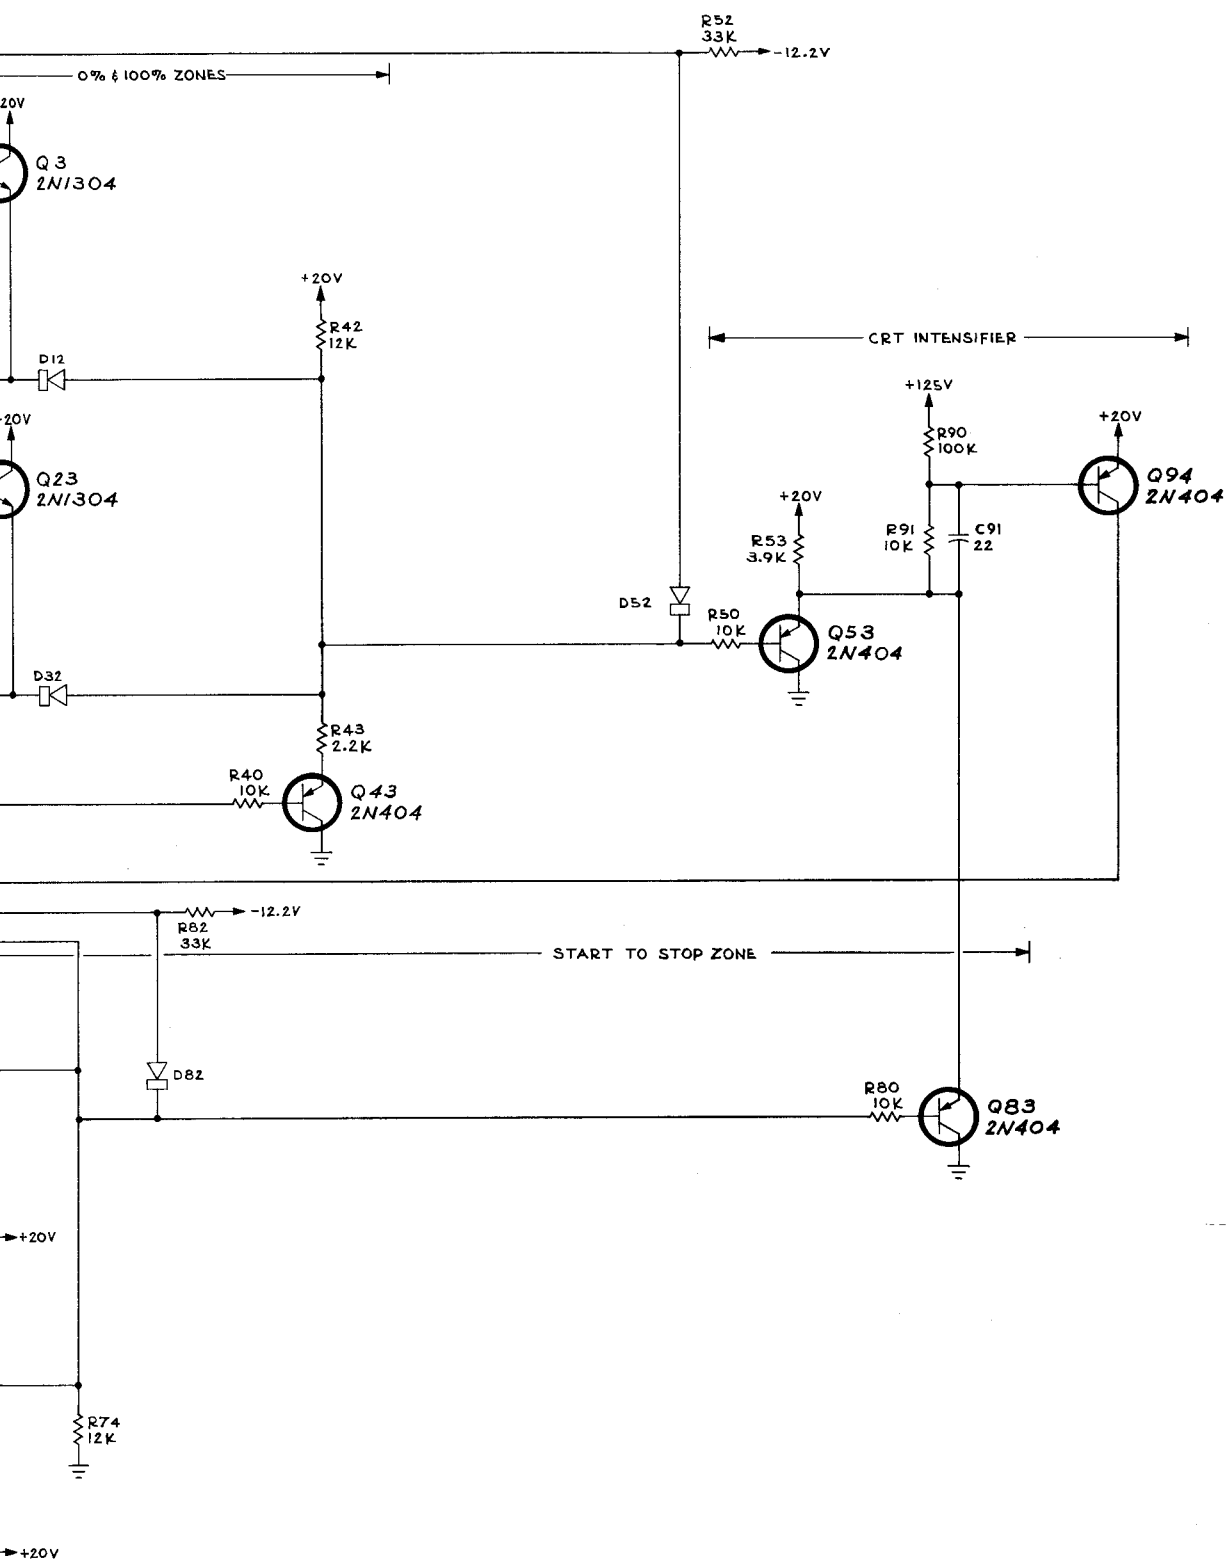 R52
33K
-12.2V
0% & 100% ZONES
20V
Q3
2N1304
+20V
R42
12K
CRT INTENSIFIER
D12
+125V
-20V
R90
100K
+20V
Q23
2N1304
Q94
2N404
+20V
R53
3.9K
R91
10K
C91
22
D52
R50
10K
Q53
2N404
D32
R43
2.2K
R40
10K
Q43
2N404
-12.2V
R82
33K
START TO STOP ZONE
D82
R80
10K
Q83
2N404
+20V
R74
12K
+20V